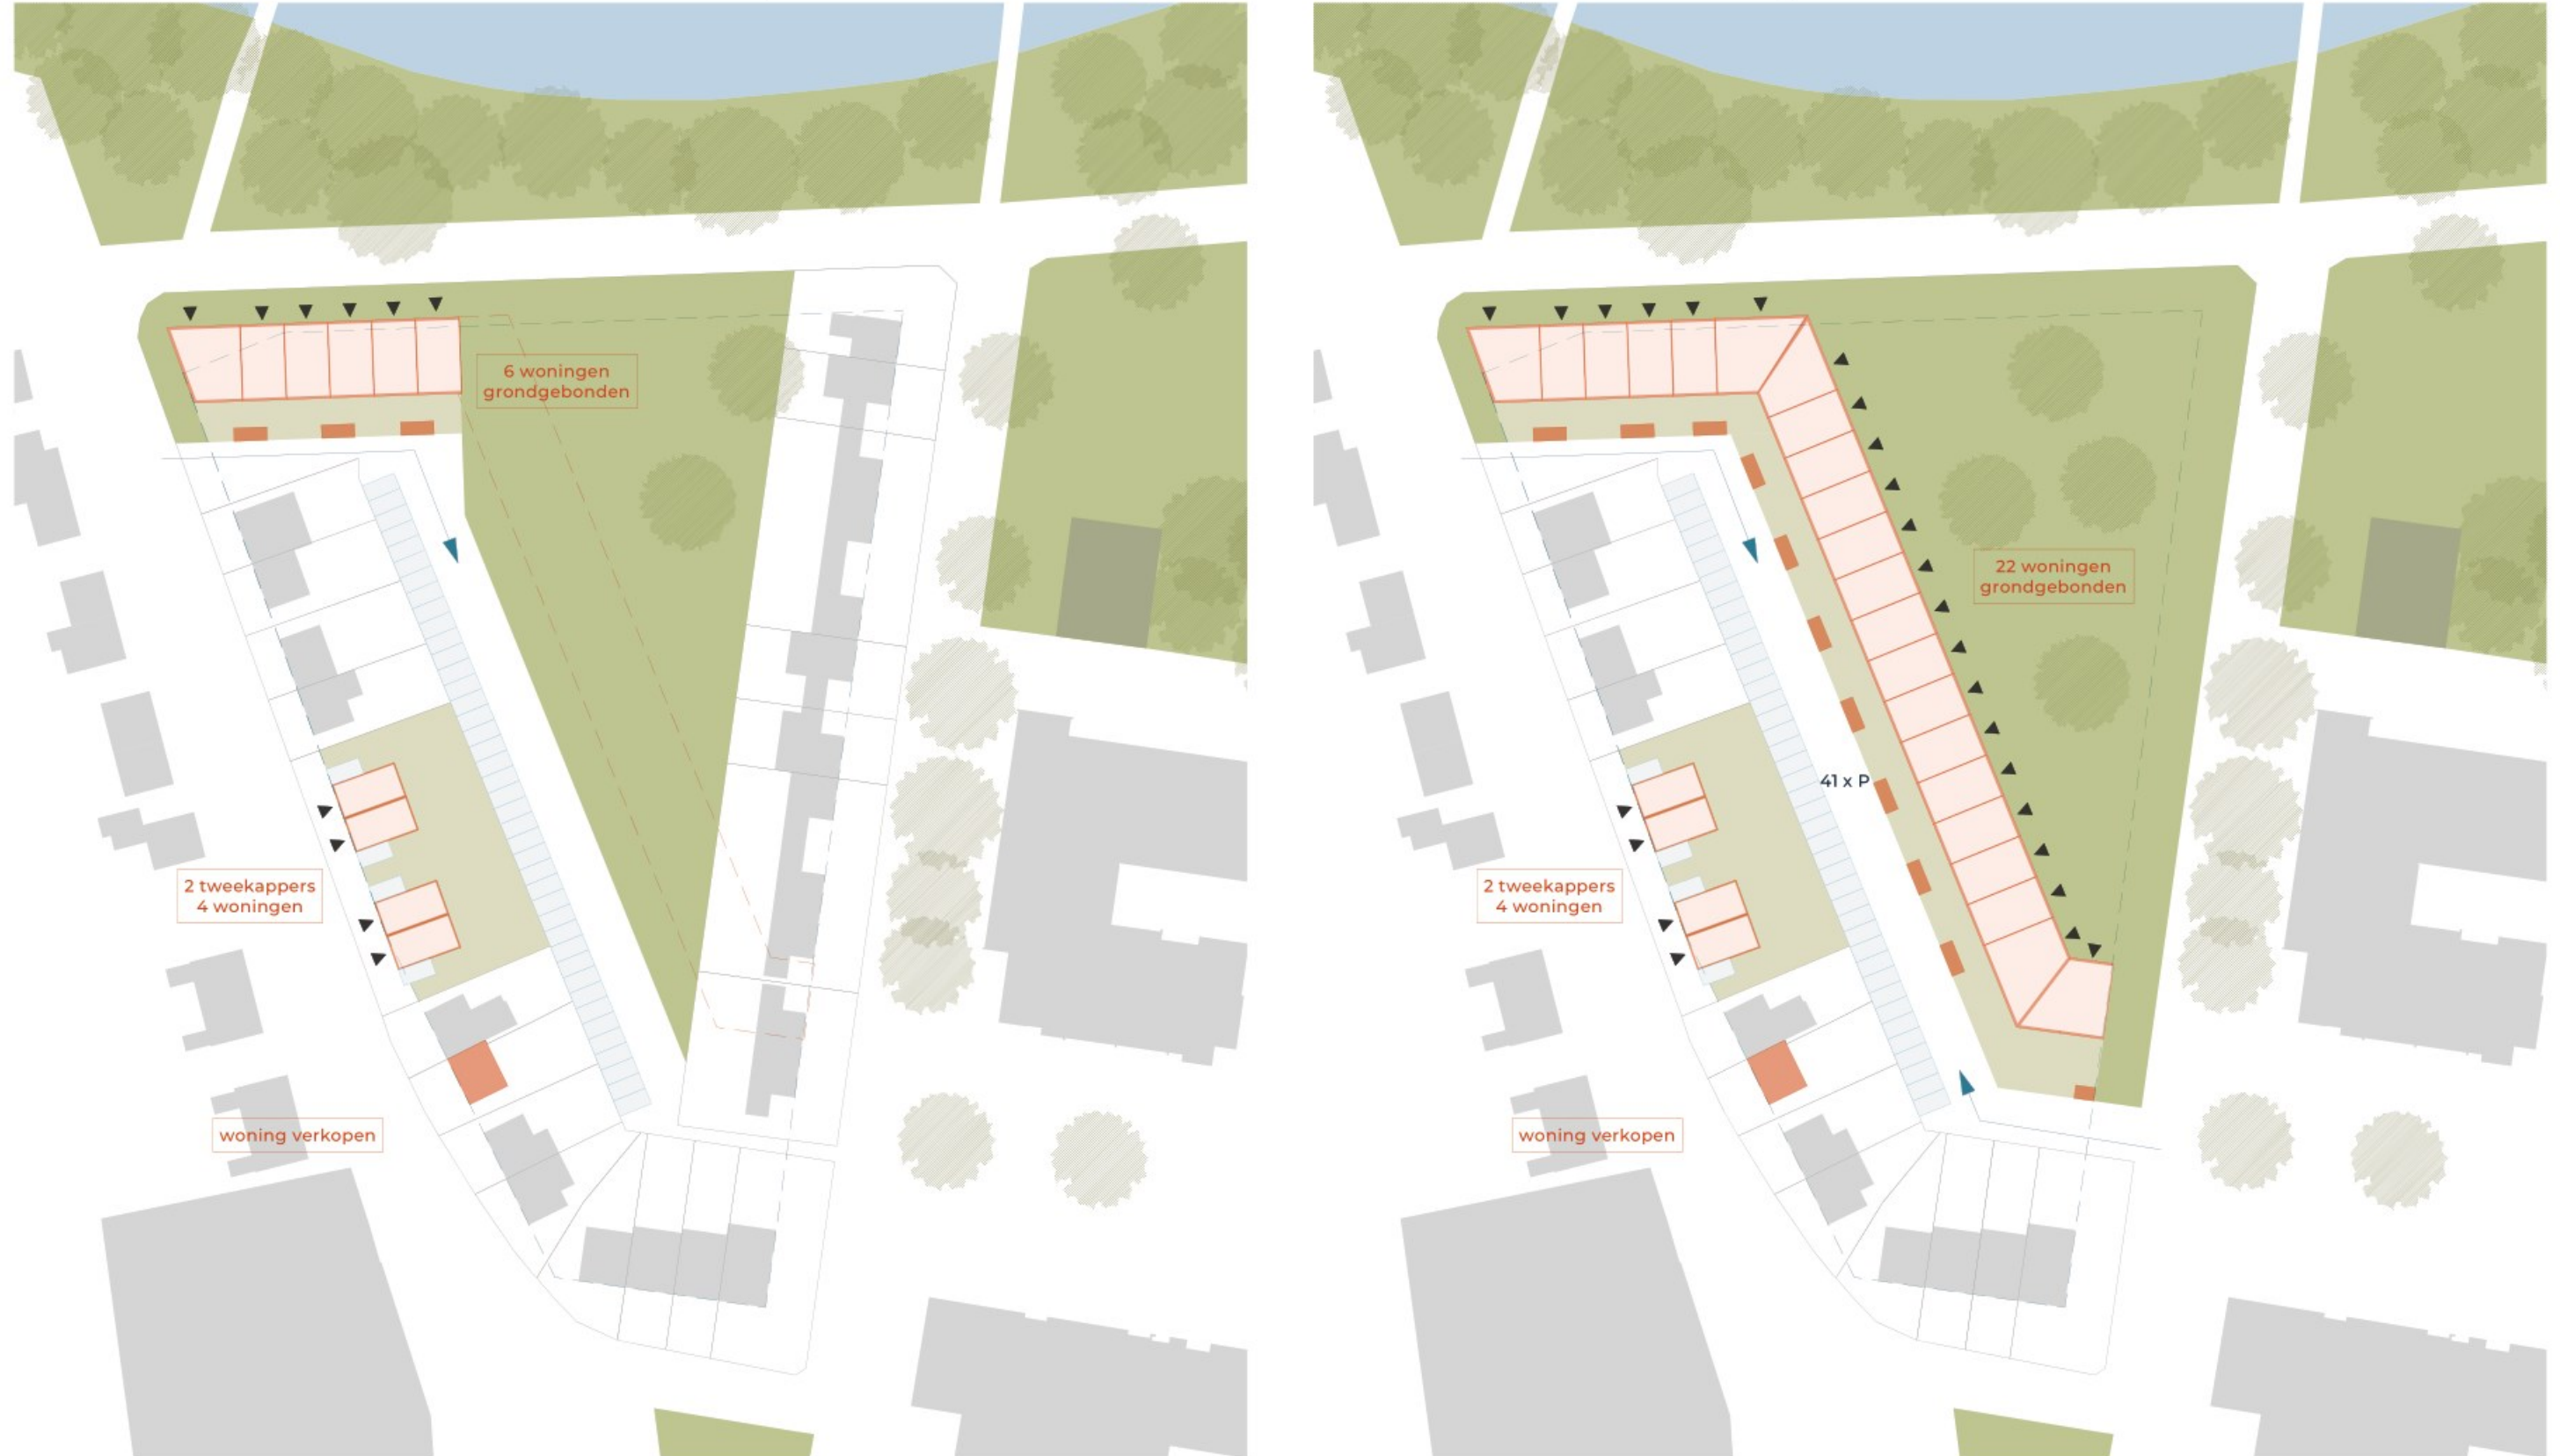 6 woningen
grondgebonden
2 tweekappers
4 woningen
woning verkopen
22 woningen
grondgebonden
41 x P
2 tweekappers
4 woningen
woning verkopen